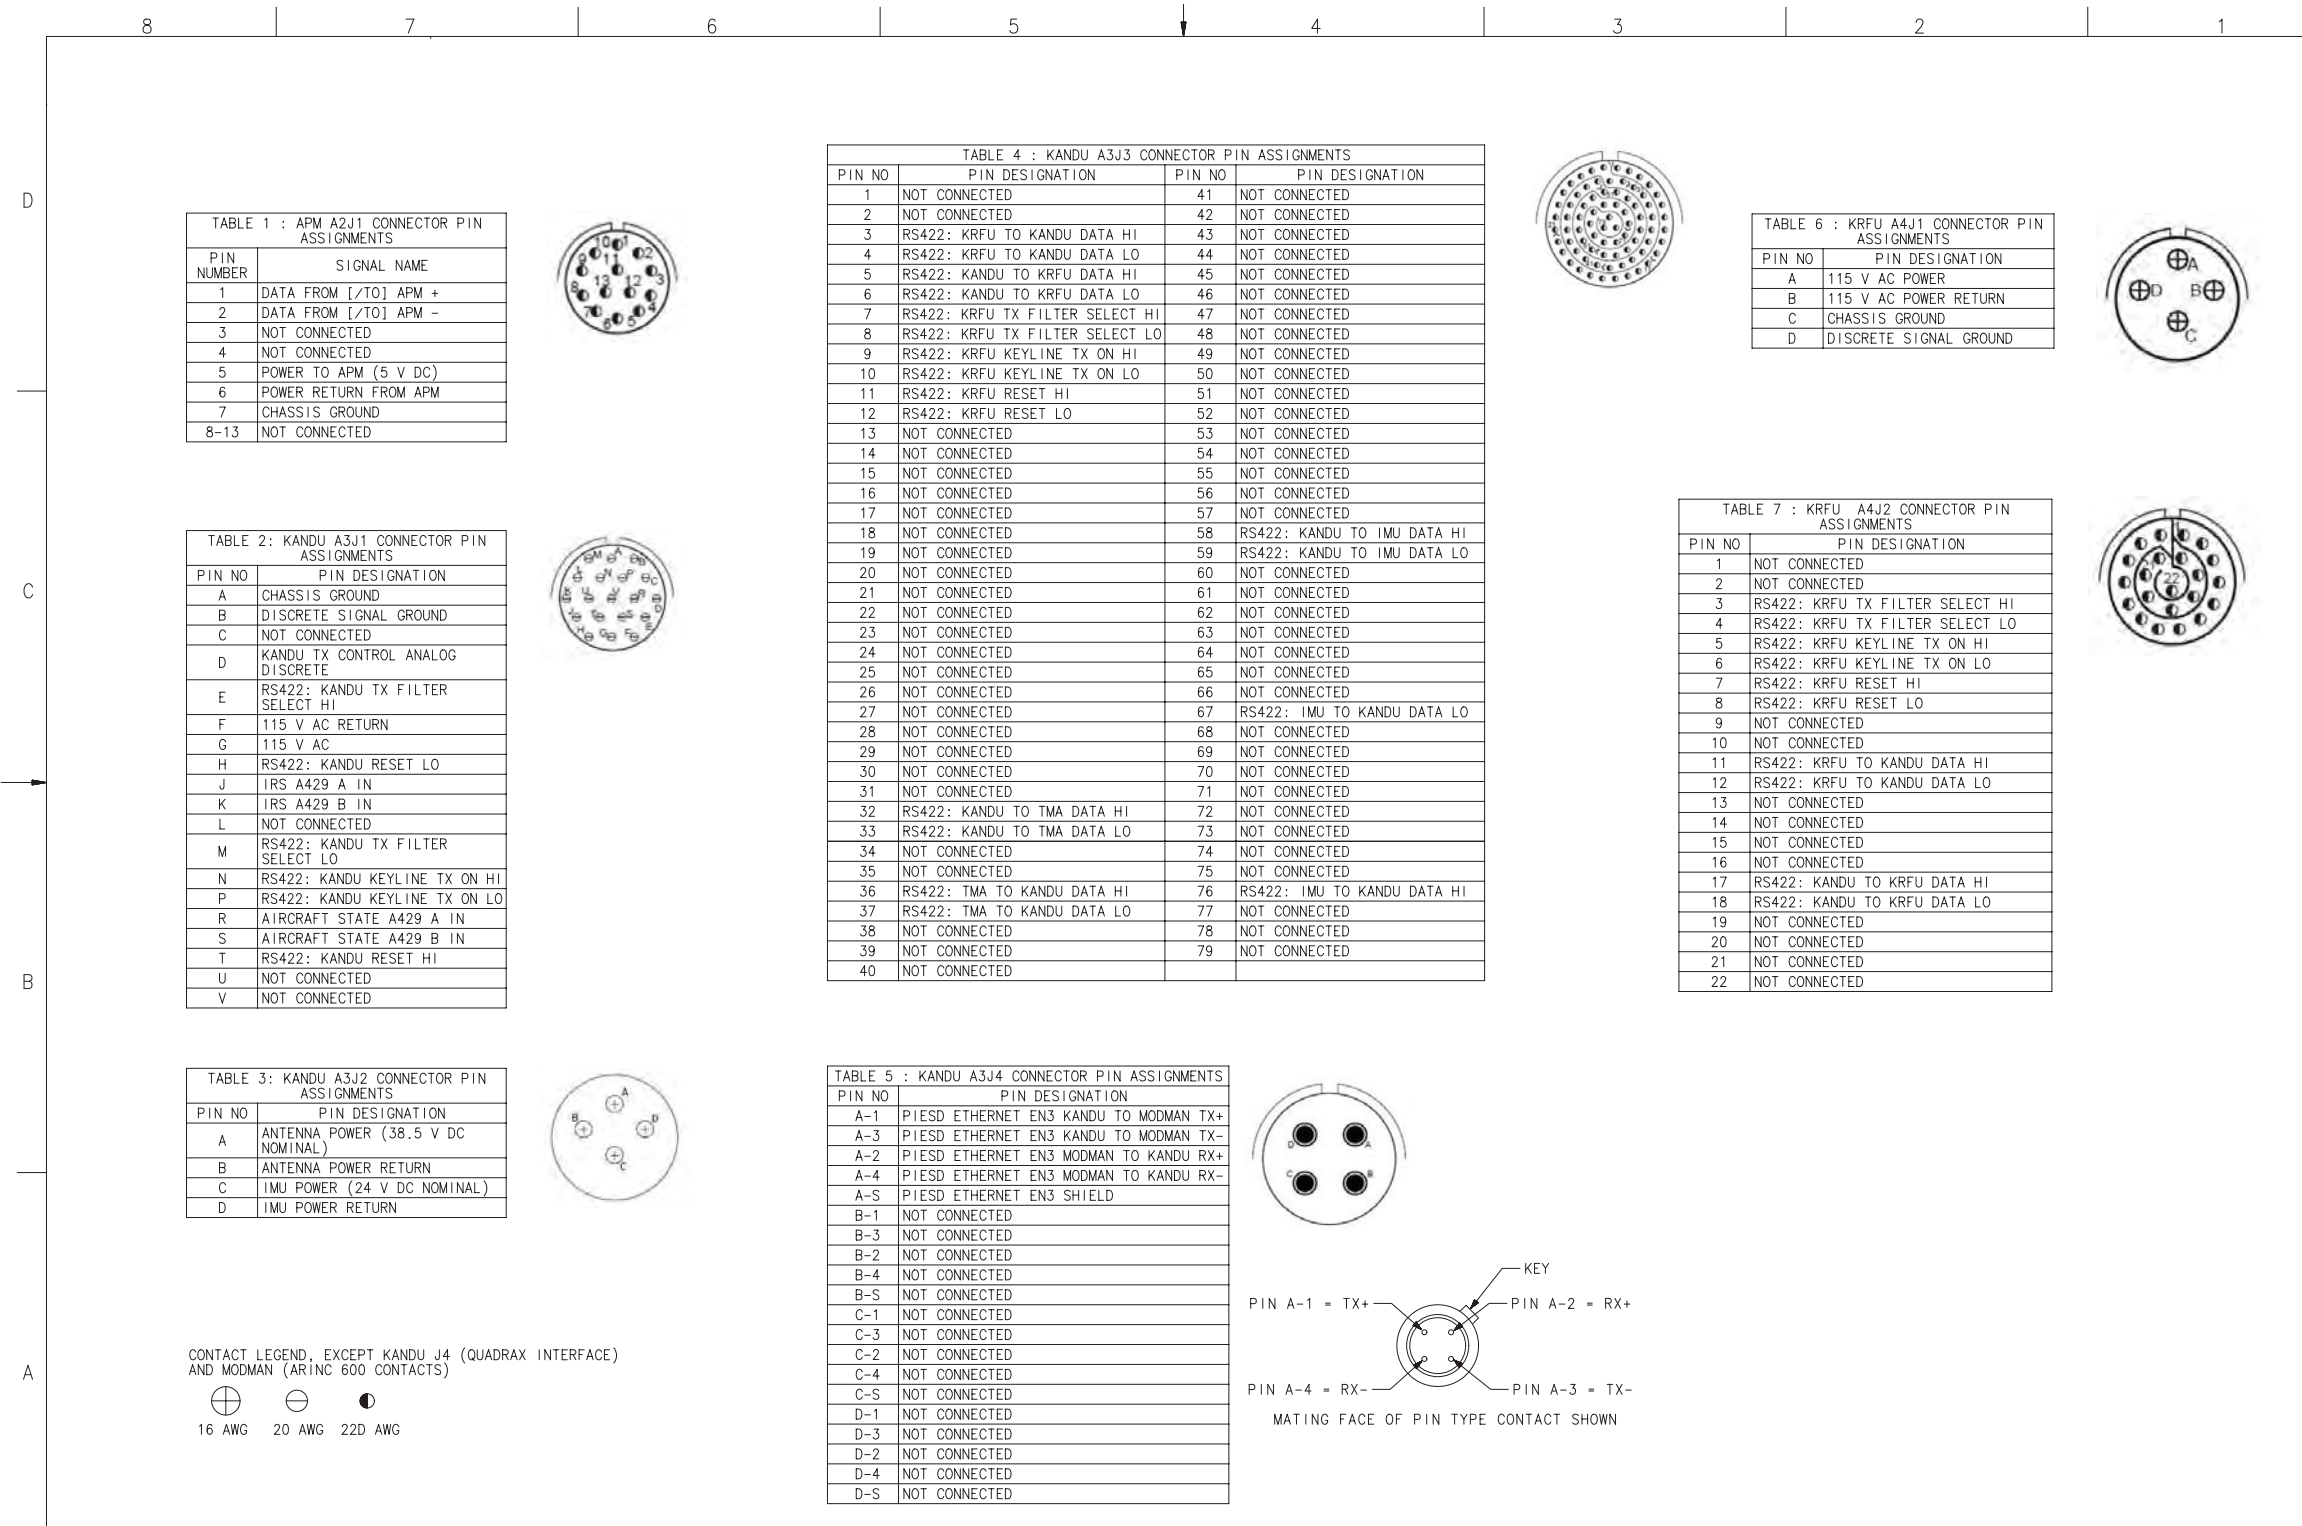 8 7 6 5 4 3 2 1
D
C
B
A
TABLE 1 : APM A2J1 CONNECTOR PIN
ASSIGNMENTS
PIN
NUMBER SIGNAL NAME
1 DATA FROM [/TO] APM +
2 DATA FROM [/TO] APM -
3 NOT CONNECTED
4 NOT CONNECTED
5 POWER TO APM (5 V DC)
6 POWER RETURN FROM APM
7 CHASSIS GROUND
8-13 NOT CONNECTED
10 1
9 11 2
8 13 12 3
7 6 5 4
TABLE 2: KANDU A3J1 CONNECTOR PIN
ASSIGNMENTS
PIN NO PIN DESIGNATION
A CHASSIS GROUND
B DISCRETE SIGNAL GROUND
C NOT CONNECTED
D KANDU TX CONTROL ANALOG
DISCRETE
E RS422: KANDU TX FILTER
SELECT HI
F 115 V AC RETURN
G 115 V AC
H RS422: KANDU RESET LO
J IRS A429 A IN
K IRS A429 B IN
L NOT CONNECTED
M RS422: KANDU TX FILTER
SELECT LO
N RS422: KANDU KEYLINE TX ON HI
P RS422: KANDU KEYLINE TX ON LO
R AIRCRAFT STATE A429 A IN
S AIRCRAFT STATE A429 B IN
T RS422: KANDU RESET HI
U NOT CONNECTED
V NOT CONNECTED
TABLE 3: KANDU A3J2 CONNECTOR PIN
ASSIGNMENTS
PIN NO PIN DESIGNATION
A ANTENNA POWER (38.5 V DC
NOMINAL)
B ANTENNA POWER RETURN
C IMU POWER (24 V DC NOMINAL)
D IMU POWER RETURN
A
B D
C
CONTACT LEGEND, EXCEPT KANDU J4 (QUADRAX INTERFACE)
AND MODMAN (ARINC 600 CONTACTS)
16 AWG 20 AWG 22D AWG
TABLE 4 : KANDU A3J3 CONNECTOR PIN ASSIGNMENTS
PIN NO PIN DESIGNATION PIN NO PIN DESIGNATION
1 NOT CONNECTED 41 NOT CONNECTED
2 NOT CONNECTED 42 NOT CONNECTED
3 RS422: KRFU TO KANDU DATA HI 43 NOT CONNECTED
4 RS422: KRFU TO KANDU DATA LO 44 NOT CONNECTED
5 RS422: KANDU TO KRFU DATA HI 45 NOT CONNECTED
6 RS422: KANDU TO KRFU DATA LO 46 NOT CONNECTED
7 RS422: KRFU TX FILTER SELECT HI 47 NOT CONNECTED
8 RS422: KRFU TX FILTER SELECT LO 48 NOT CONNECTED
9 RS422: KRFU KEYLINE TX ON HI 49 NOT CONNECTED
10 RS422: KRFU KEYLINE TX ON LO 50 NOT CONNECTED
11 RS422: KRFU RESET HI 51 NOT CONNECTED
12 RS422: KRFU RESET LO 52 NOT CONNECTED
13 NOT CONNECTED 53 NOT CONNECTED
14 NOT CONNECTED 54 NOT CONNECTED
15 NOT CONNECTED 55 NOT CONNECTED
16 NOT CONNECTED 56 NOT CONNECTED
17 NOT CONNECTED 57 NOT CONNECTED
18 NOT CONNECTED 58 RS422: KANDU TO IMU DATA HI
19 NOT CONNECTED 59 RS422: KANDU TO IMU DATA LO
20 NOT CONNECTED 60 NOT CONNECTED
21 NOT CONNECTED 61 NOT CONNECTED
22 NOT CONNECTED 62 NOT CONNECTED
23 NOT CONNECTED 63 NOT CONNECTED
24 NOT CONNECTED 64 NOT CONNECTED
25 NOT CONNECTED 65 NOT CONNECTED
26 NOT CONNECTED 66 NOT CONNECTED
27 NOT CONNECTED 67 RS422: IMU TO KANDU DATA LO
28 NOT CONNECTED 68 NOT CONNECTED
29 NOT CONNECTED 69 NOT CONNECTED
30 NOT CONNECTED 70 NOT CONNECTED
31 NOT CONNECTED 71 NOT CONNECTED
32 RS422: KANDU TO TMA DATA HI 72 NOT CONNECTED
33 RS422: KANDU TO TMA DATA LO 73 NOT CONNECTED
34 NOT CONNECTED 74 NOT CONNECTED
35 NOT CONNECTED 75 NOT CONNECTED
36 RS422: TMA TO KANDU DATA HI 76 RS422: IMU TO KANDU DATA HI
37 RS422: TMA TO KANDU DATA LO 77 NOT CONNECTED
38 NOT CONNECTED 78 NOT CONNECTED
39 NOT CONNECTED 79 NOT CONNECTED
40 NOT CONNECTED
TABLE 5 : KANDU A3J4 CONNECTOR PIN ASSIGNMENTS
PIN NO PIN DESIGNATION
A-1 PIESD ETHERNET EN3 KANDU TO MODMAN TX+
A-3 PIESD ETHERNET EN3 KANDU TO MODMAN TX-
A-2 PIESD ETHERNET EN3 MODMAN TO KANDU RX+
A-4 PIESD ETHERNET EN3 MODMAN TO KANDU RX-
A-S PIESD ETHERNET EN3 SHIELD
B-1 NOT CONNECTED
B-3 NOT CONNECTED
B-2 NOT CONNECTED
B-4 NOT CONNECTED
B-S NOT CONNECTED
C-1 NOT CONNECTED
C-3 NOT CONNECTED
C-2 NOT CONNECTED
C-4 NOT CONNECTED
C-S NOT CONNECTED
D-1 NOT CONNECTED
D-3 NOT CONNECTED
D-2 NOT CONNECTED
D-4 NOT CONNECTED
D-S NOT CONNECTED
D A
C B
KEY
PIN A-1 = TX+ PIN A-2 = RX+
PIN A-4 = RX- PIN A-3 = TX-
MATING FACE OF PIN TYPE CONTACT SHOWN
TABLE 6 : KRFU A4J1 CONNECTOR PIN
ASSIGNMENTS
PIN NO PIN DESIGNATION
A 115 V AC POWER
B 115 V AC POWER RETURN
C CHASSIS GROUND
D DISCRETE SIGNAL GROUND
A
D B
C
TABLE 7 : KRFU A4J2 CONNECTOR PIN
ASSIGNMENTS
PIN NO PIN DESIGNATION
1 NOT CONNECTED
2 NOT CONNECTED
3 RS422: KRFU TX FILTER SELECT HI
4 RS422: KRFU TX FILTER SELECT LO
5 RS422: KRFU KEYLINE TX ON HI
6 RS422: KRFU KEYLINE TX ON LO
7 RS422: KRFU RESET HI
8 RS422: KRFU RESET LO
9 NOT CONNECTED
10 NOT CONNECTED
11 RS422: KRFU TO KANDU DATA HI
12 RS422: KRFU TO KANDU DATA LO
13 NOT CONNECTED
14 NOT CONNECTED
15 NOT CONNECTED
16 NOT CONNECTED
17 RS422: KANDU TO KRFU DATA HI
18 RS422: KANDU TO KRFU DATA LO
19 NOT CONNECTED
20 NOT CONNECTED
21 NOT CONNECTED
22 NOT CONNECTED
22